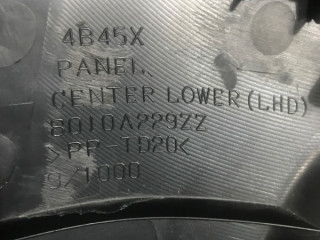 4B45X
PANEL.
CENTER LOWER(LHD)
8010A229ZZ
>PP-TD20<
9/1000